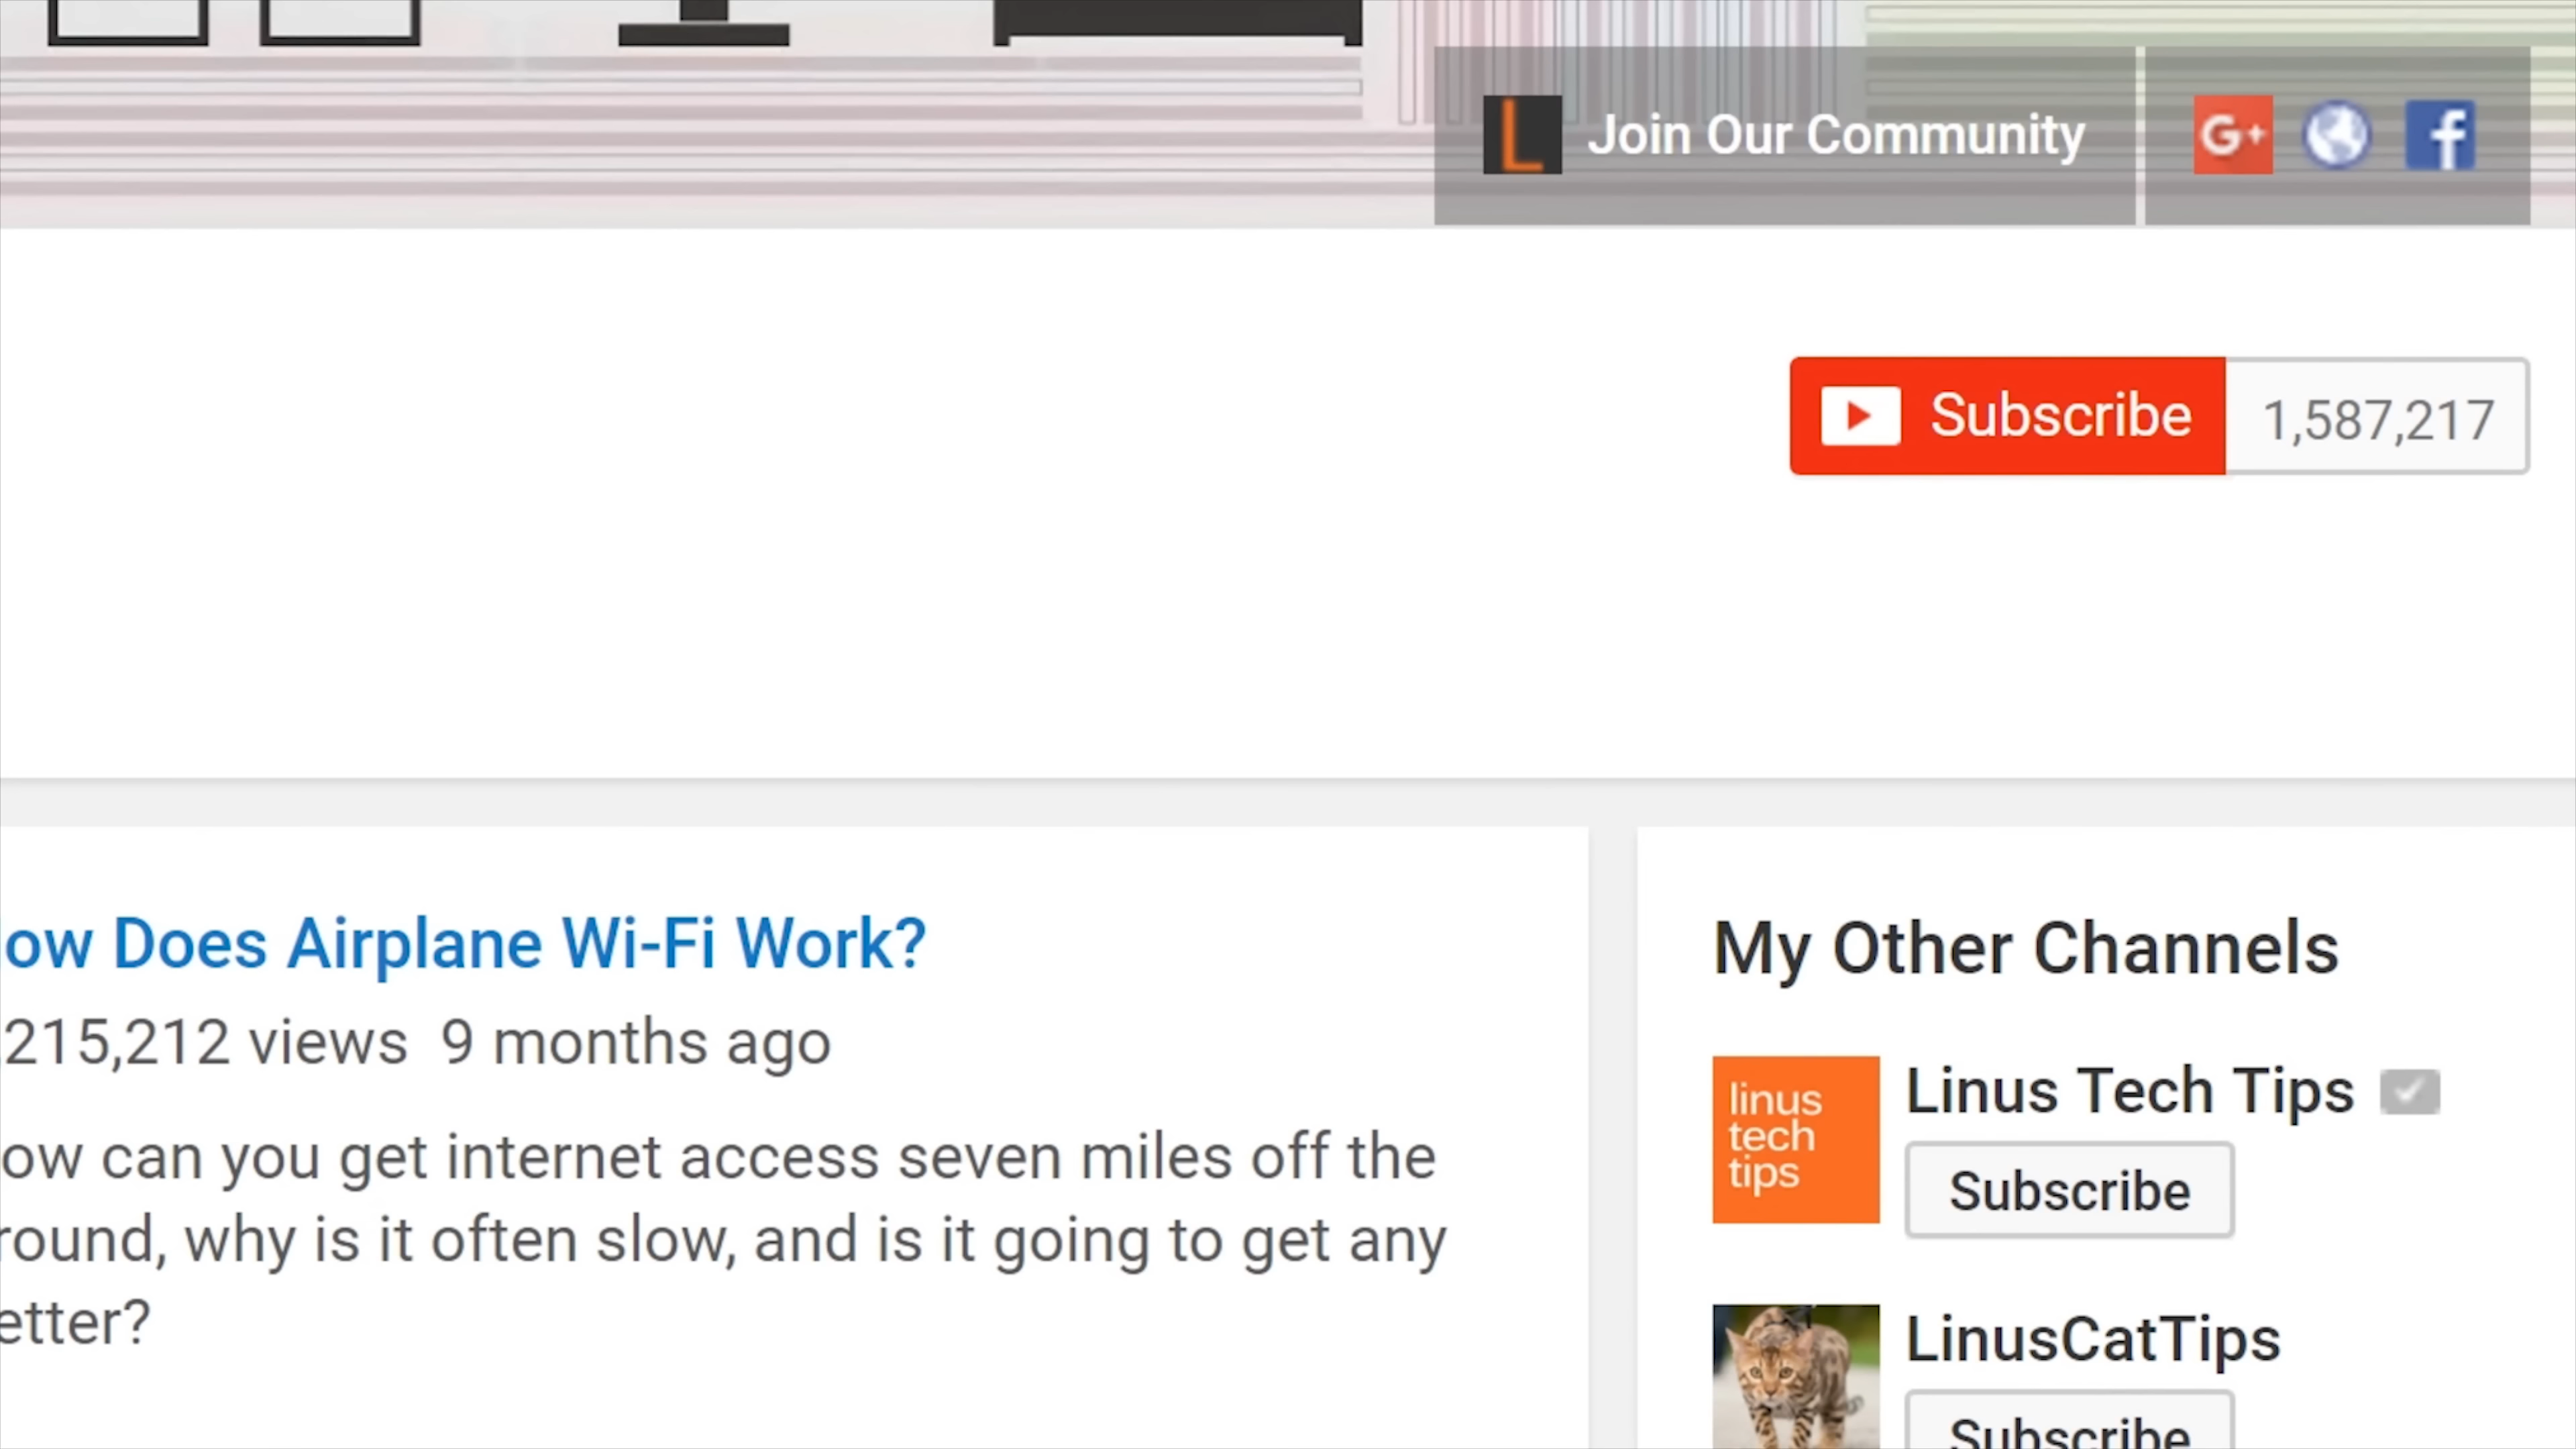 L Join Our Community G+ f
Subscribe 1,587,217
ow Does Airplane Wi-Fi Work?
215,212 views 9 months ago
ow can you get internet access seven miles off the
round, why is it often slow, and is it going to get any
etter?
My Other Channels
linus
tech
tips
Linus Tech Tips
Subscribe
LinusCatTips
Subscribe